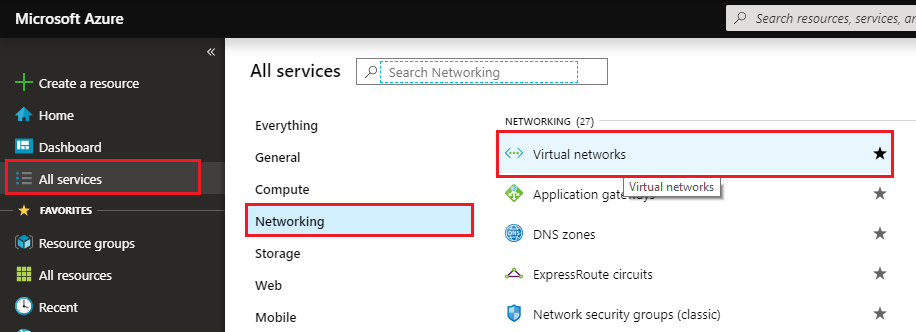 Microsoft Azure
Search resources, services, a
«
Create a resource
Home
Dashboard
All services
FAVORITES
Resource groups
All resources
Recent
All services
Search Networking
Everything
General
Compute
Networking
Storage
Web
Mobile
NETWORKING (27)
Virtual networks
Virtual networks
Application gateways
DNS zones
ExpressRoute circuits
Network security groups (classic)